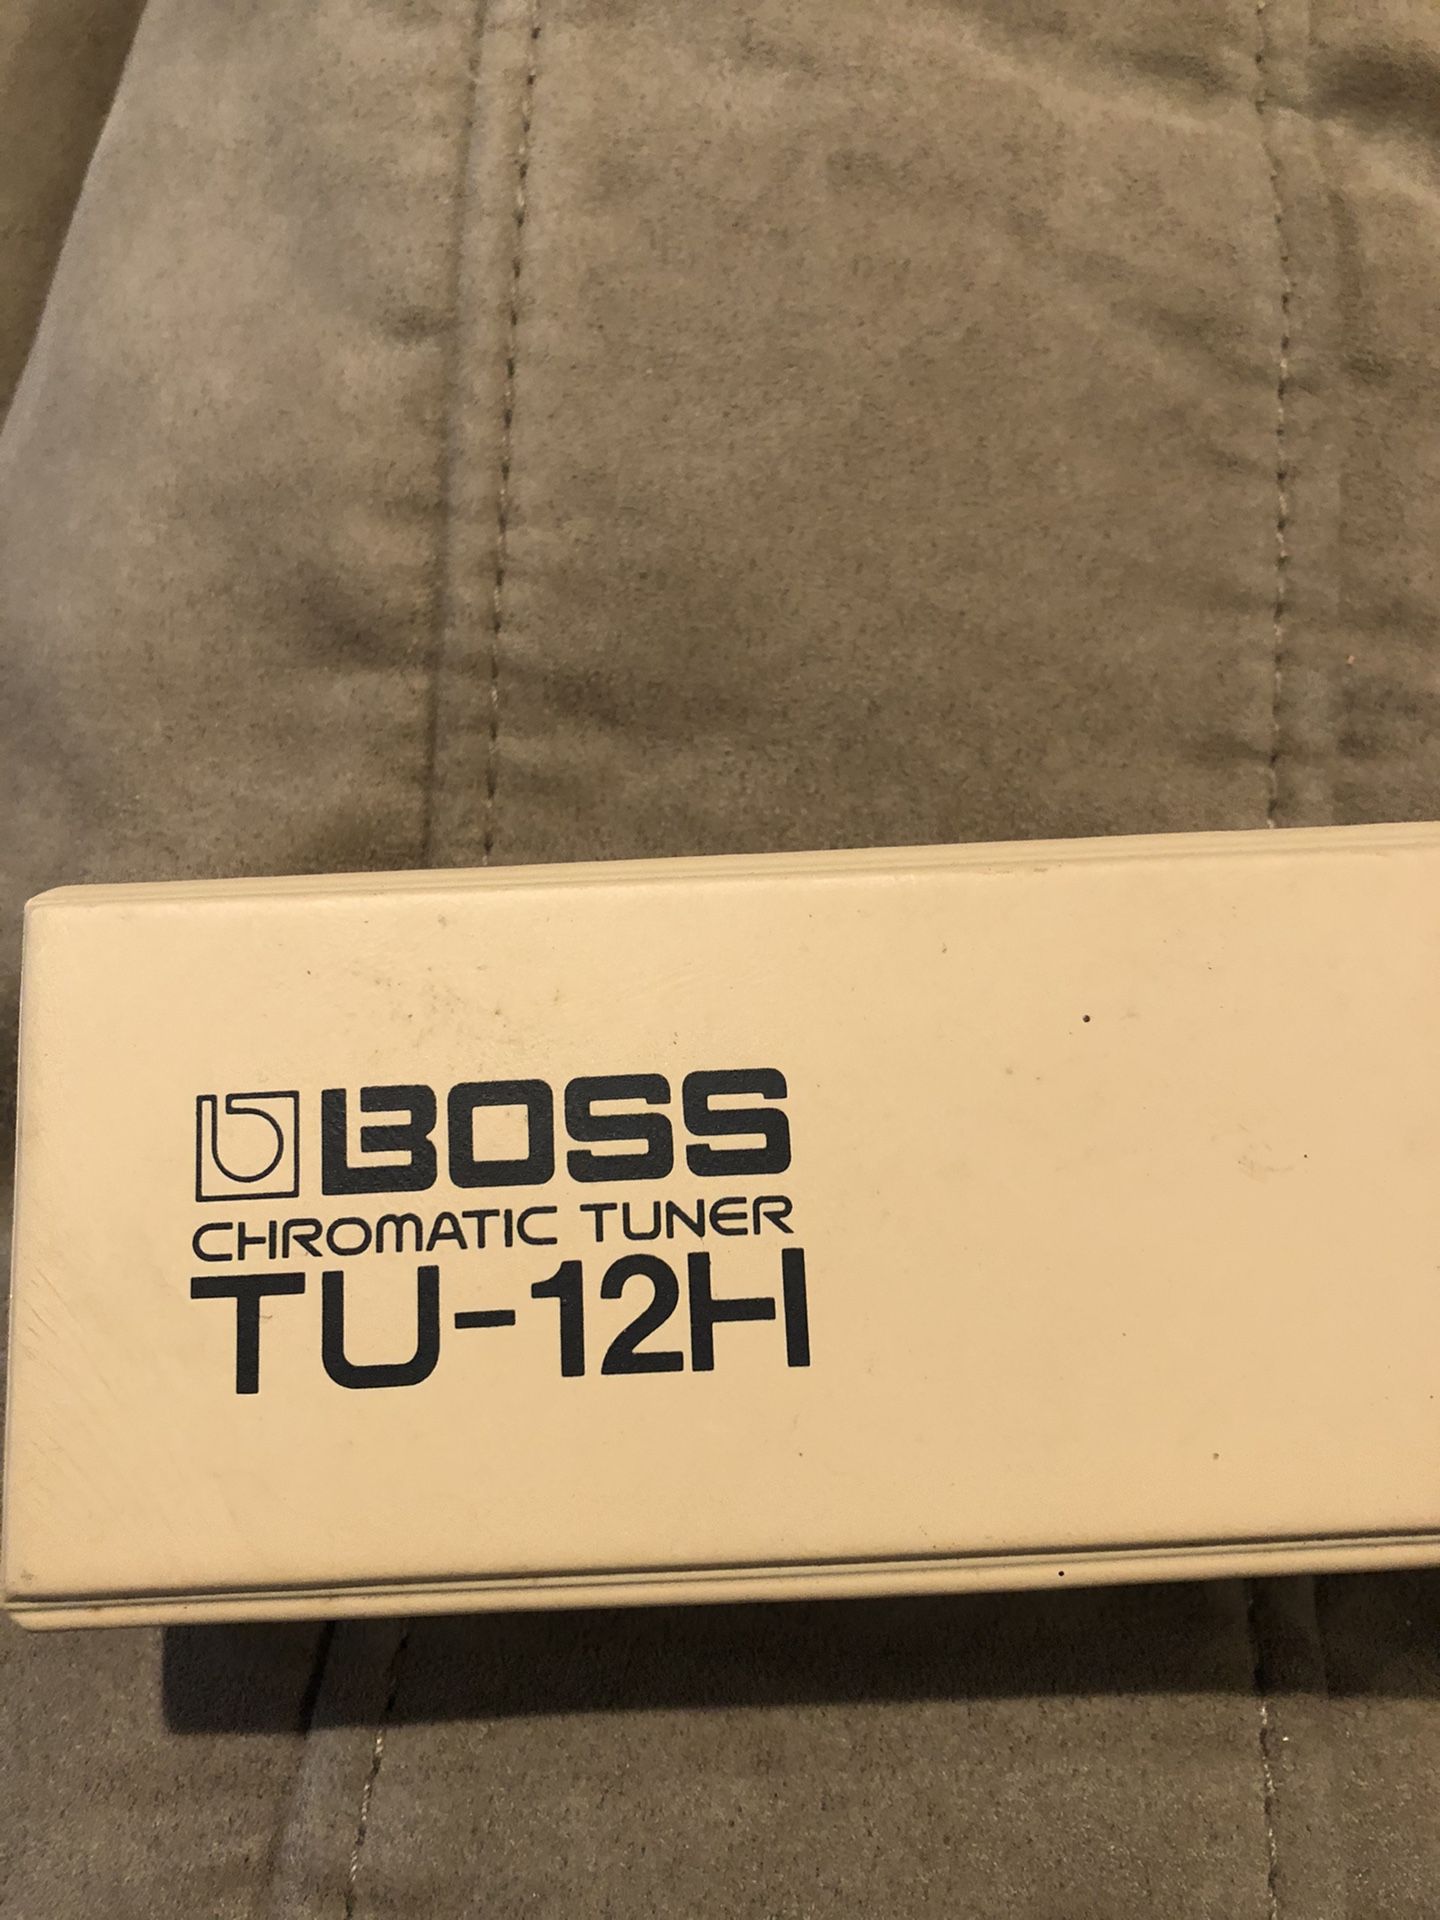 BOSS
CHROMATIC TUNER
TU-12H